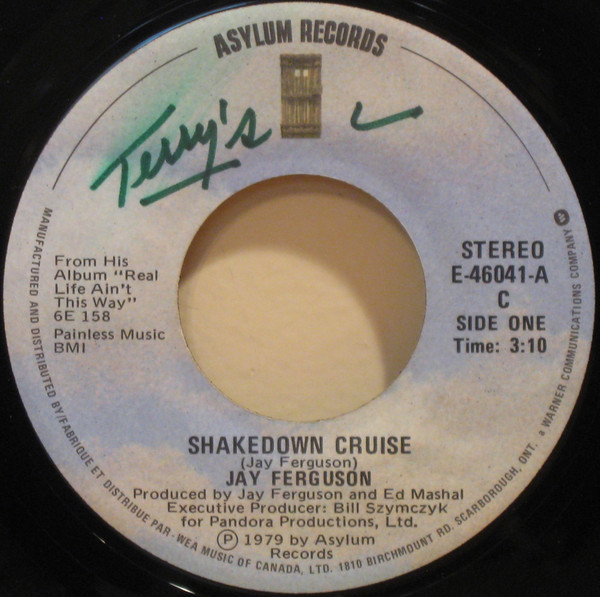 ASYLUM RECORDS
Terry's
From His
Album "Real
Life Ain't
This Way"
6E 158
Painless Music
BMI
STEREO
E-46041-A
C
SIDE ONE
Time: 3:10
SHAKEDOWN CRUISE
(Jay Ferguson)
JAY FERGUSON
Produced by Jay Ferguson and Ed Mashal
Executive Producer: Bill Szymczyk
for Pandora Productions, Ltd.
Ⓟ 1979 by Asylum
Records
MANUFACTURED AND DISTRIBUTED BY/FABRIQUE ET DISTRIBUE PAR·WEA MUSIC OF CANADA, LTD. 1810 BIRCHMOUNT RD. SCARBOROUGH, ONT. a WARNER COMMUNICATIONS COMPANY